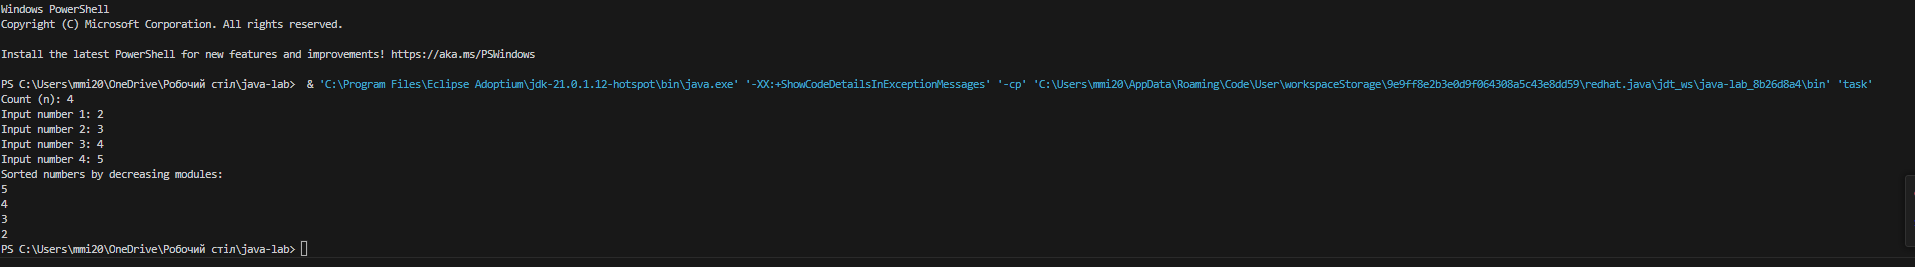 Windows PowerShell
Copyright (C) Microsoft Corporation. All rights reserved.
Install the latest PowerShell for new features and improvements! https://aka.ms/PSWindows
PS C:\Users\mmi20\OneDrive\Робочий стіл\java-lab>  & 'C:\Program Files\Eclipse Adoptium\jdk-21.0.1.12-hotspot\bin\java.exe' '-XX:+ShowCodeDetailsInExceptionMessages' '-cp' 'C:\Users\mmi20\AppData\Roaming\Code\User\workspaceStorage\9e9ff8e2b3e0d9f064308a5c43e8dd59\redhat.java\jdt_ws\java-lab_8b26d8a4\bin' 'task'
Count (n): 4
Input number 1: 2
Input number 2: 3
Input number 3: 4
Input number 4: 5
Sorted numbers by decreasing modules:
5
4
3
2
PS C:\Users\mmi20\OneDrive\Робочий стіл\java-lab>